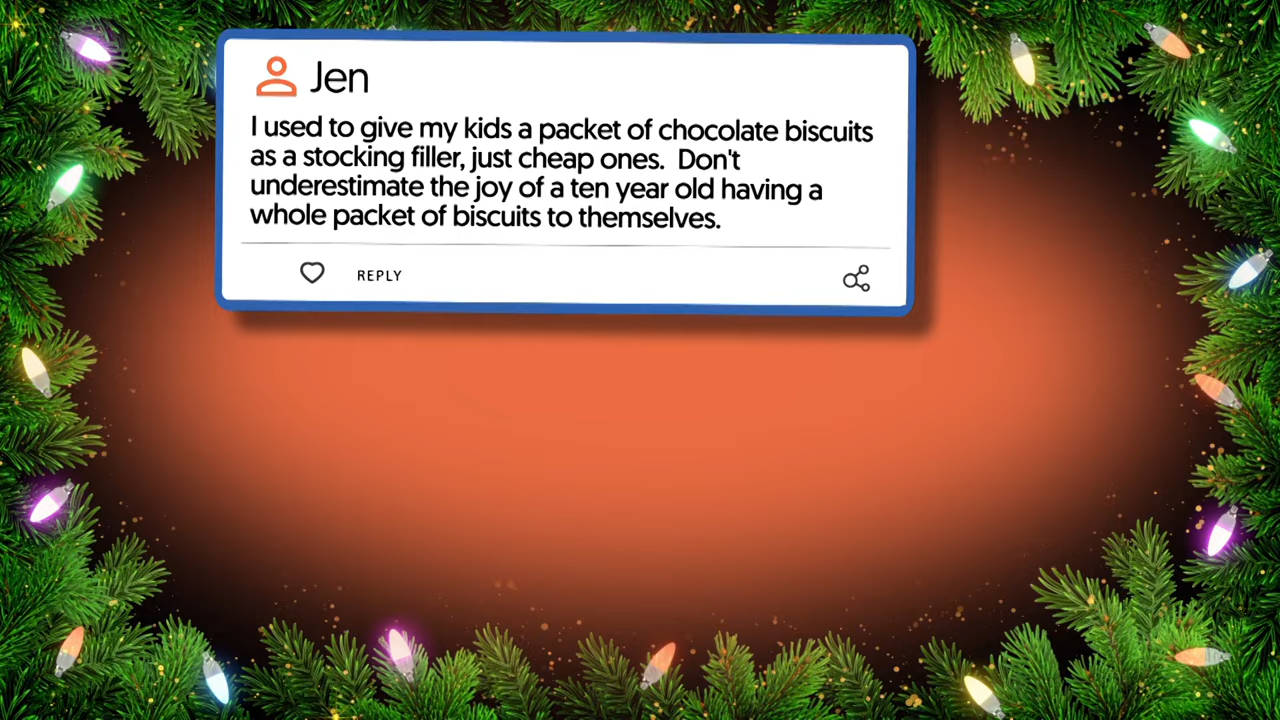 Jen
I used to give my kids a packet of chocolate biscuits
as a stocking filler, just cheap ones.  Don't
underestimate the joy of a ten year old having a
whole packet of biscuits to themselves.
REPLY